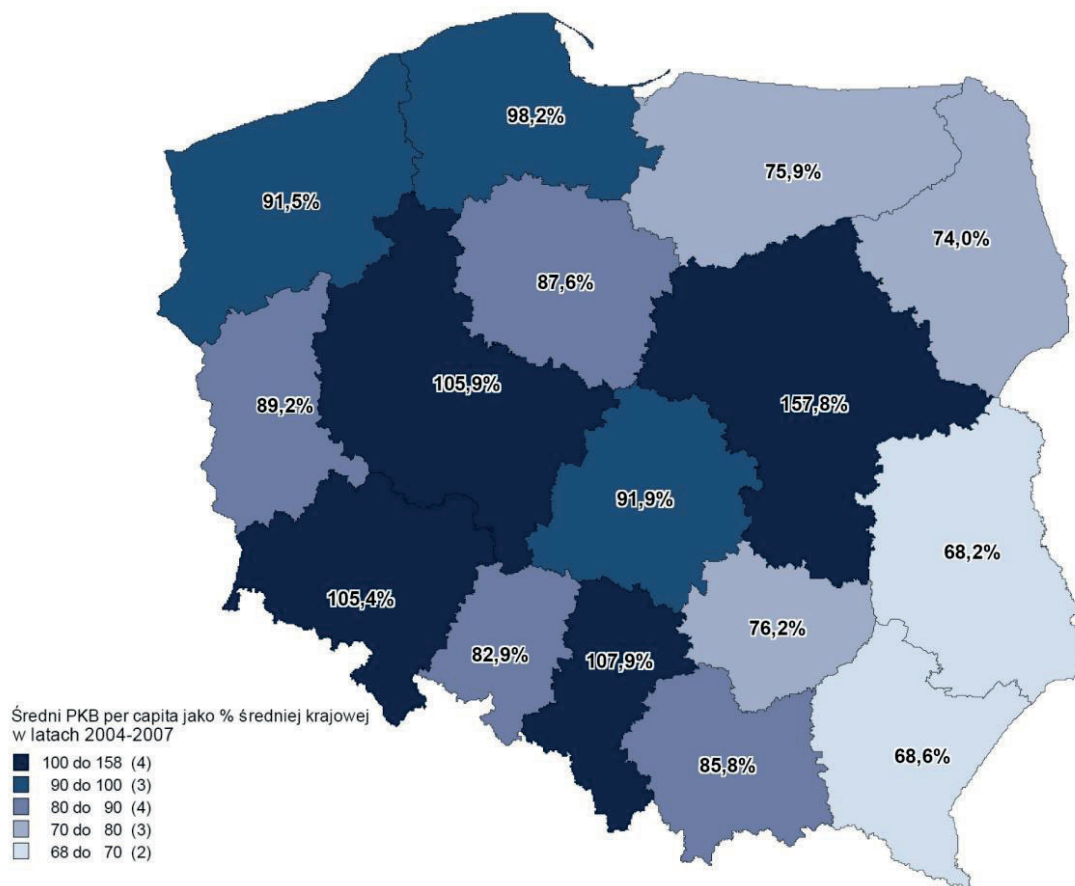 98,2%
75,9%
91,5%
74,0%
87,6%
105,9%
157,8%
89,2%
91,9%
68,2%
105,4%
76,2%
82,9%
107,9%
85,8%
68,6%
Średni PKB per capita jako % średniej krajowej
w latach 2004-2007
100 do 158 (4)
90 do 100 (3)
80 do 90 (4)
70 do 80 (3)
68 do 70 (2)